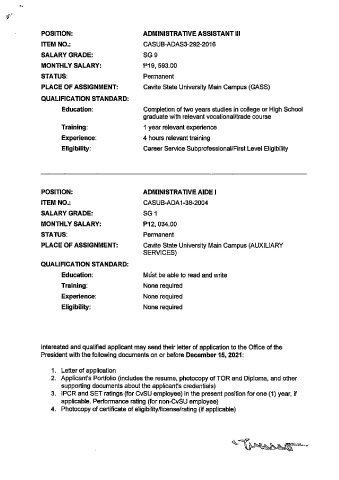 POSITION: ADMINISTRATIVE ASSISTANT III
ITEM NO.: CASUB-ADAS3-292-2016
SALARY GRADE: SG 9
MONTHLY SALARY: P19, 593.00
STATUS: Permanent
PLACE OF ASSIGNMENT: Cavite State University Main Campus (GASS)
QUALIFICATION STANDARD:
Education: Completion of two years studies in college or High School
graduate with relevant vocational/trade course
Training: 1 year relevant experience
Experience: 4 hours relevant training
Eligibility: Career Service Subprofessional/First Level Eligibility
POSITION: ADMINISTRATIVE AIDE I
ITEM NO.: CASUB-ADA1-38-2004
SALARY GRADE: SG 1
MONTHLY SALARY: P12, 034.00
STATUS: Permanent
PLACE OF ASSIGNMENT: Cavite State University Main Campus (AUXILIARY
SERVICES)
QUALIFICATION STANDARD:
Education: Must be able to read and write
Training: None required
Experience: None required
Eligibility: None required
Interested and qualified applicant may send their letter of application to the Office of the
President with the following documents on or before December 15, 2021:
1. Letter of application
2. Applicant's Portfolio (includes the resume, photocopy of TOR and Diploma, and other
supporting documents about the applicant's credentials)
3. IPCR and SET ratings (for CvSU employee) in the present position for one (1) year, if
applicable. Performance rating (for non-CvSU employee)
4. Photocopy of certificate of eligibility/license/rating (if applicable)